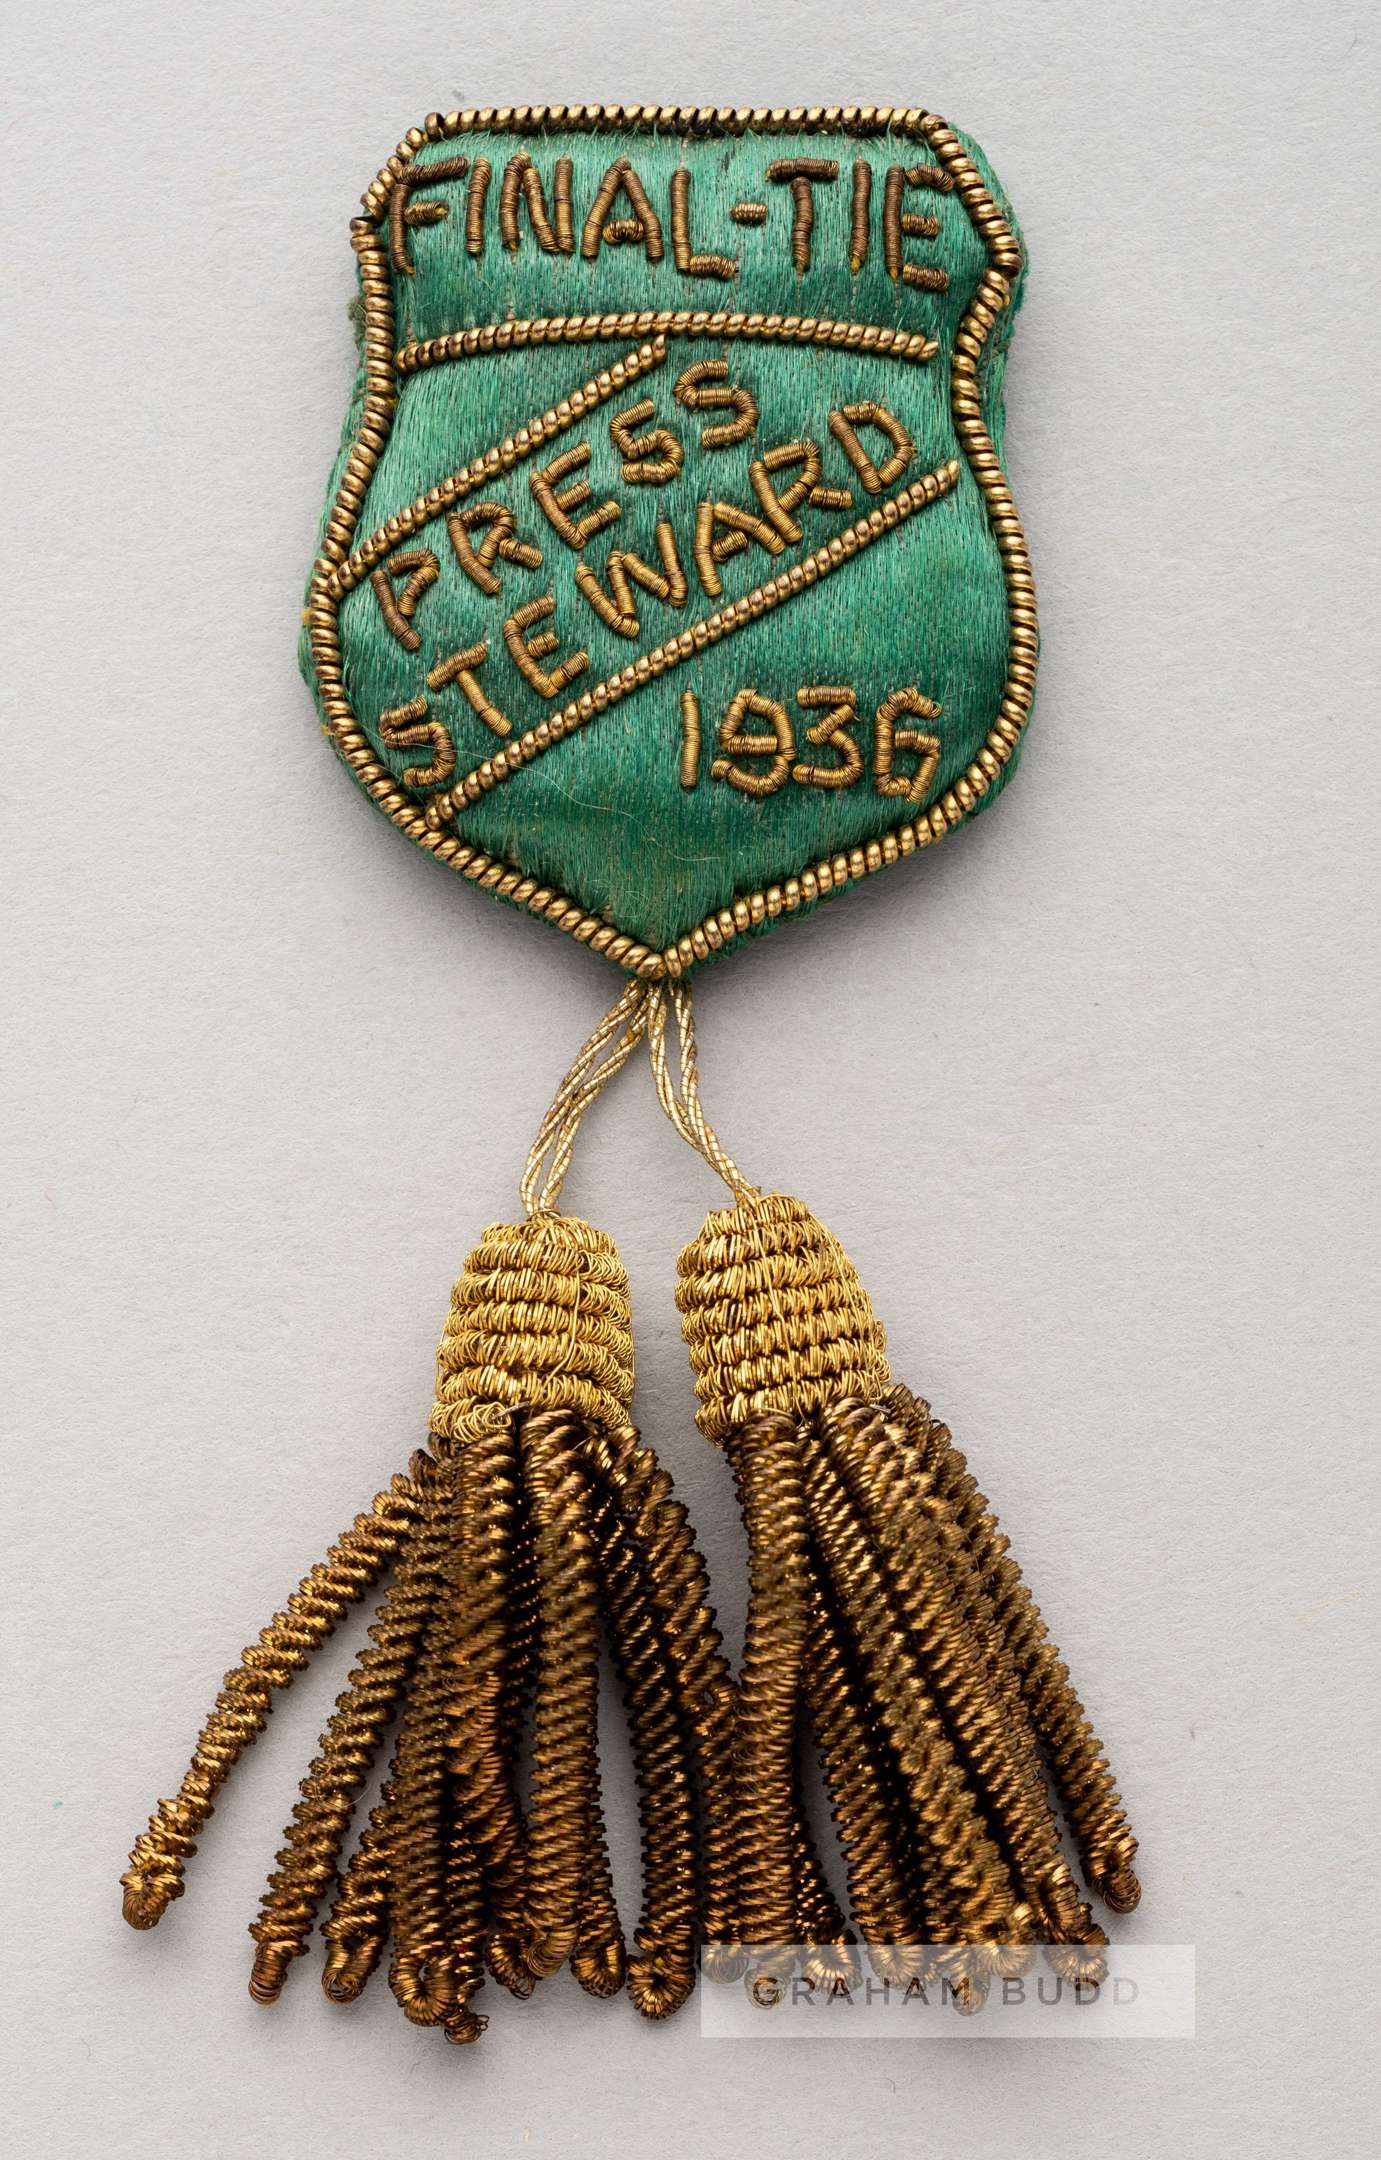 FINAL-TIE
PRESS
STEWARD
1936
GRAHAM BUDD